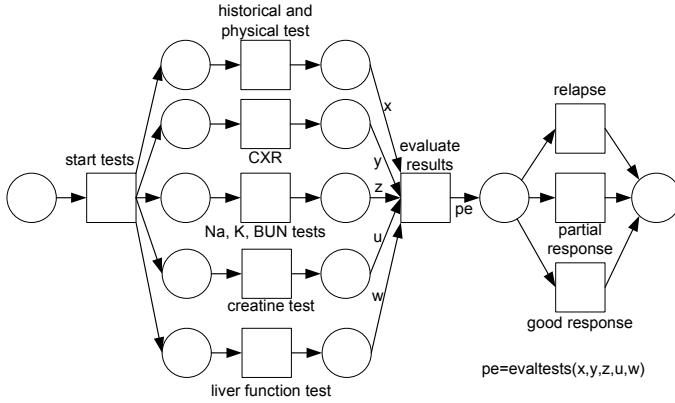 historical and
physical test
x
relapse
start tests
CXR
y
evaluate
results
z
pe
Na, K, BUN tests
u
partial
response
creatine test
w
good response
liver function test
pe=evaltests(x,y,z,u,w)